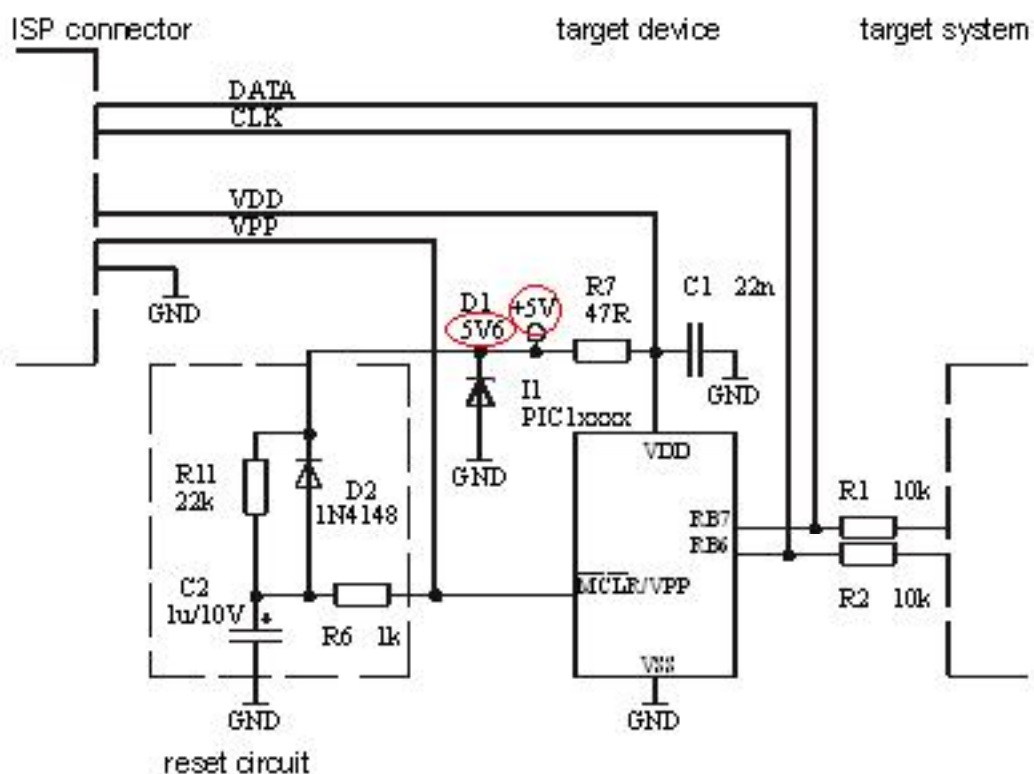 ISP connector
target device
target system
DATA
CLK
VDD
VPP
GND
D1
5V6
+5V
R7
47R
C1 22n
GND
I1
PIC1xxxx
GND
VDD
R11
22k
D2
1N4148
RB7
RB6
R1 10k
C2
1u/10V
+
R6 1k
MCLR/VPP
R2 10k
VSS
GND
GND
reset circuit